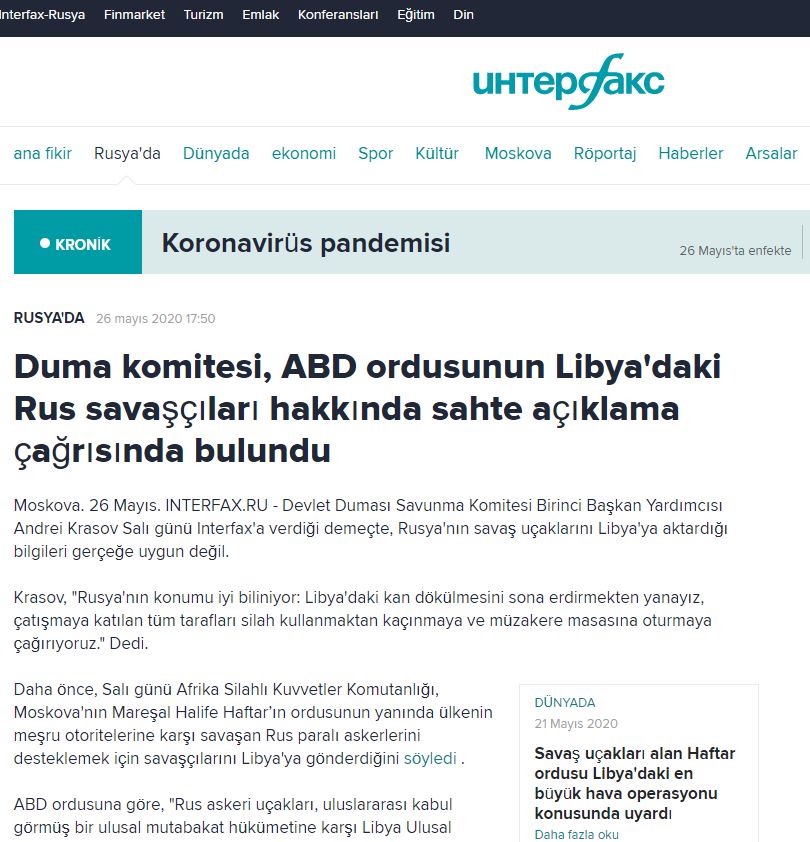 Interfax-Rusya Finmarket Turizm Emlak Konferansları Eğitim Din
интерфакс
ana fikir Rusya'da Dünyada ekonomi Spor Kültür Moskova Röportaj Haberler Arsalar
KRONİK Koronavirüs pandemisi 26 Mayıs'ta enfekte
RUSYA'DA 26 mayıs 2020 17:50
Duma komitesi, ABD ordusunun Libya'daki
Rus savaşçıları hakkında sahte açıklama
çağrısında bulundu
Moskova. 26 Mayıs. INTERFAX.RU - Devlet Duması Savunma Komitesi Birinci Başkan Yardımcısı
Andrei Krasov Salı günü Interfax'a verdiği demeçte, Rusya'nın savaş uçaklarını Libya'ya aktardığı
bilgileri gerçeğe uygun değil.
Krasov, "Rusya'nın konumu iyi biliniyor: Libya'daki kan dökülmesini sona erdirmekten yanayız,
çatışmaya katılan tüm tarafları silah kullanmaktan kaçınmaya ve müzakere masasına oturmaya
çağırıyoruz." Dedi.
Daha önce, Salı günü Afrika Silahlı Kuvvetler Komutanlığı,
Moskova'nın Mareşal Halife Haftar'ın ordusunun yanında ülkenin
meşru otoritelerine karşı savaşan Rus paralı askerlerini
desteklemek için savaşçılarını Libya'ya gönderdiğini söyledi .
ABD ordusuna göre, "Rus askeri uçakları, uluslararası kabul
görmüş bir ulusal mutabakat hükümetine karşı Libya Ulusal
DÜNYADA
21 Mayıs 2020
Savaş uçakları alan Haftar
ordusu Libya'daki en
büyük hava operasyonu
konusunda uyardı
Daha fazla oku